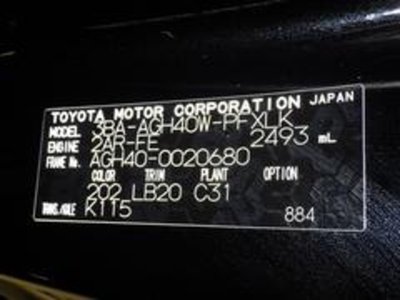 TOYOTA MOTOR CORPORATION JAPAN
MODEL 3BA-AGH40W-PFXLK
ENGINE 2AR-FE 2493 mL
FRAME No. AGH40-0020680
COLOR TRIM PLANT OPTION
202 LB20 C31
TRANS./AXLE K115
884